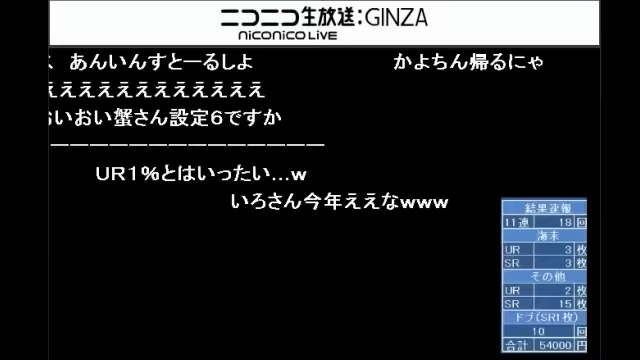 ニコニコ生放送:GINZA
niconico LIVE
あんいんすとーるしよ
かよちん帰るにゃ
ええええええええええええ
おいおい蟹さん設定6ですか
ーーーーーーーーーーーーーー
UR1%とはいったい...w
いろさん今年ええなwww
結果速報
11連 18 回
海未
UR 3 枚
SR 3 枚
その他
UR 2 枚
SR 15 枚
ドブ(SR1枚)
10 回
合計 54000 円